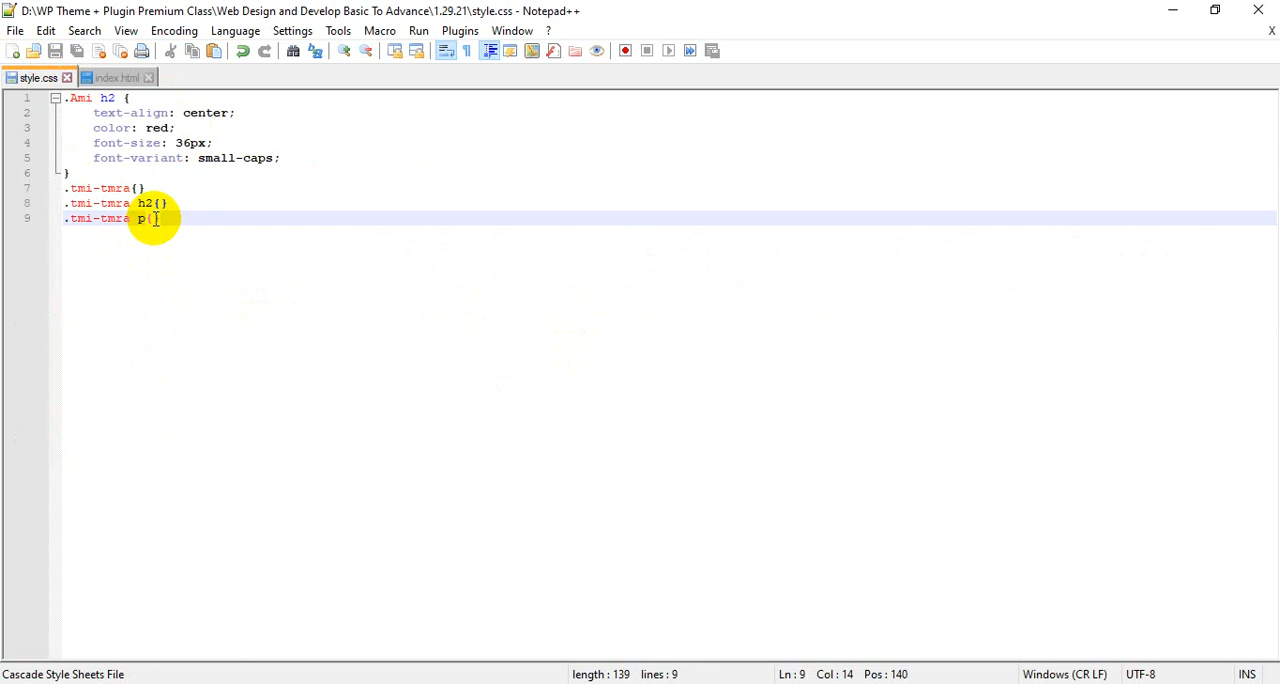 D:\WP Theme + Plugin Premium Class\Web Design and Develop Basic To Advance\1.29.21\style.css - Notepad++
File Edit Search View Encoding Language Settings Tools Macro Run Plugins Window ? X
style.css index.html
1 .Ami h2 {
2 text-align: center;
3 color: red;
4 font-size: 36px;
5 font-variant: small-caps;
6 }
7 .tmi-tmra{}
8 .tmi-tmra h2{}
9 .tmi-tmra p{}
Cascade Style Sheets File length : 139 lines : 9 Ln : 9 Col : 14 Pos : 140 Windows (CR LF) UTF-8 INS